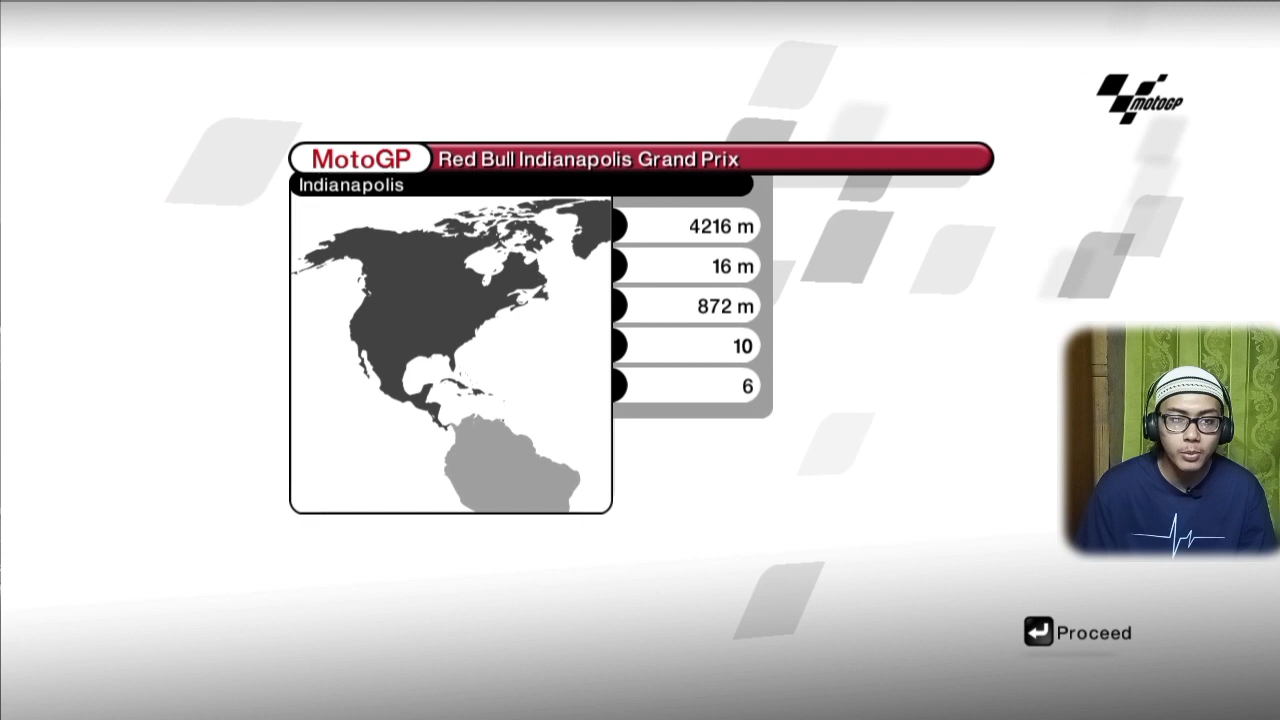 motoGP
MotoGP Red Bull Indianapolis Grand Prix
Indianapolis
4216 m
16 m
872 m
10
6
Proceed